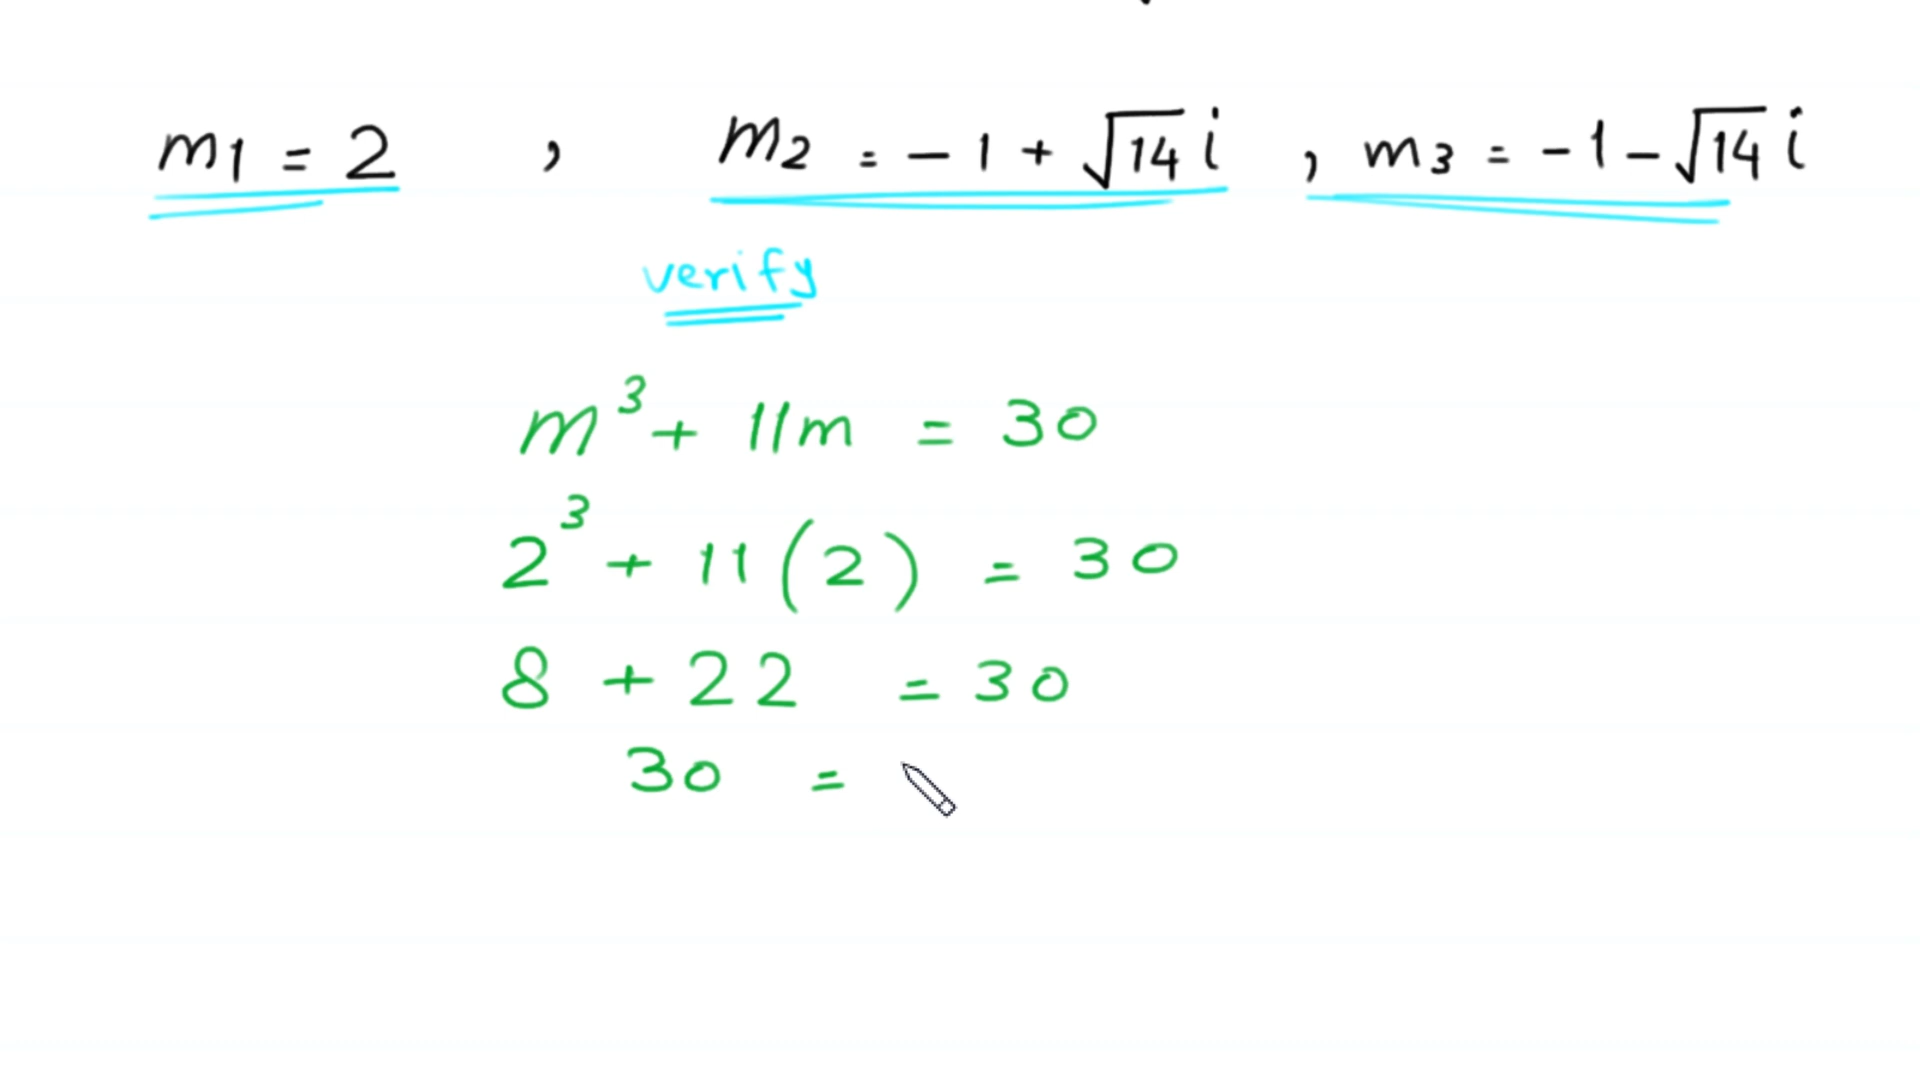 m1 = 2 , m2 = -1 + √14 i , m3 = -1 - √14 i
verify
m³ + 11m = 30
2³ + 11(2) = 30
8 + 22 = 30
30 =